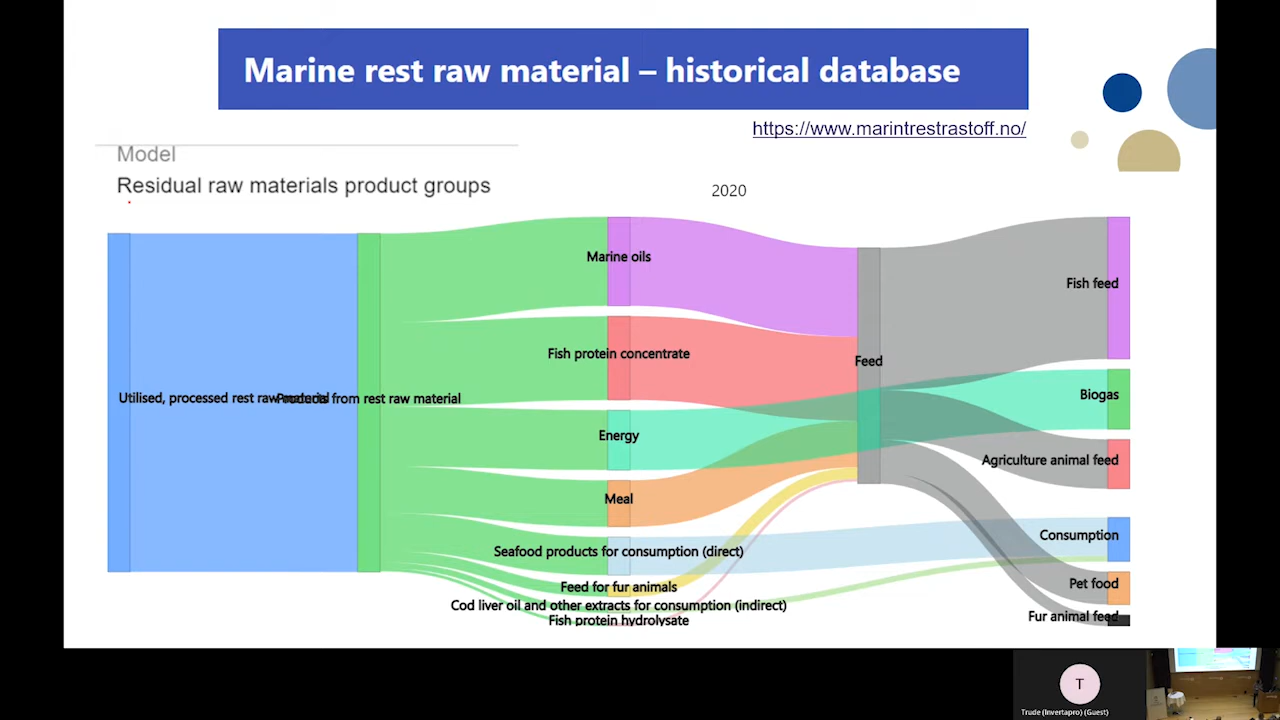 Marine rest raw material – historical database
https://www.marintrestrastoff.no/
Model
Residual raw materials product groups
2020
Marine oils
Fish feed
Fish protein concentrate
Feed
Biogas
Utilised, processed rest raw material
Products from rest raw material
Energy
Agriculture animal feed
Meal
Consumption
Seafood products for consumption (direct)
Feed for fur animals
Pet food
Cod liver oil and other extracts for consumption (indirect)
Fish protein hydrolysate
Fur animal feed
T
Trude (Invertapro) (Guest)